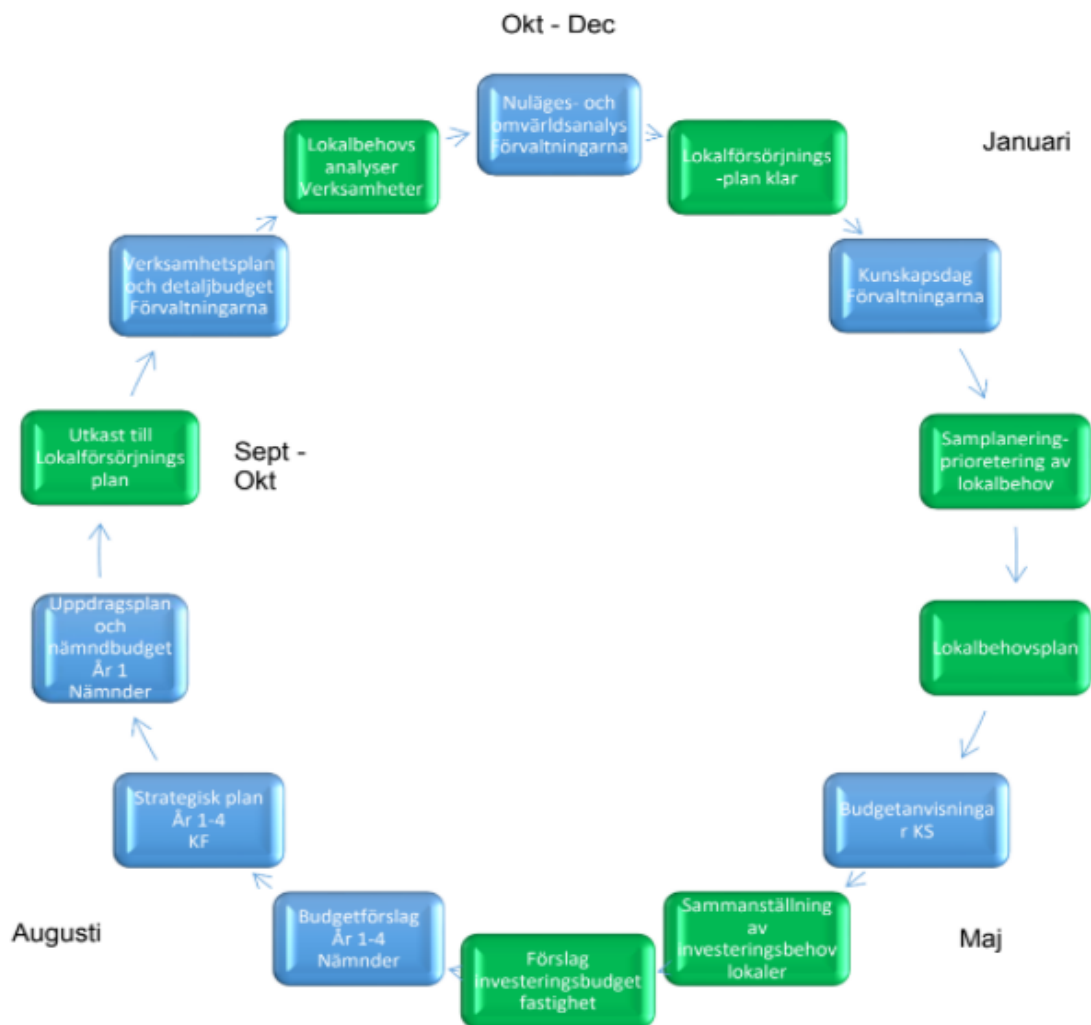 Okt - Dec
Nuläges- och
omvärldsanalys
Förvaltningarna
Lokalförsörjnings
-plan klar
Januari
Kunskapsdag
Förvaltningarna
Samplanering-
prioretering av
lokalbehov
Lokalbehovsplan
Budgetanvisninga
r KS
Maj
Sammanställning
av
investeringsbehov
lokaler
Förslag
investeringsbudget
fastighet
Budgetförslag
År 1-4
Nämnder
Augusti
Strategisk plan
År 1-4
KF
Uppdragsplan
och
nämndbudget
År 1
Nämnder
Utkast till
Lokalförsörjnings
plan
Sept -
Okt
Verksamhetsplan
och detaljbudget
Förvaltningarna
Lokalbehovs
analyser
Verksamheter